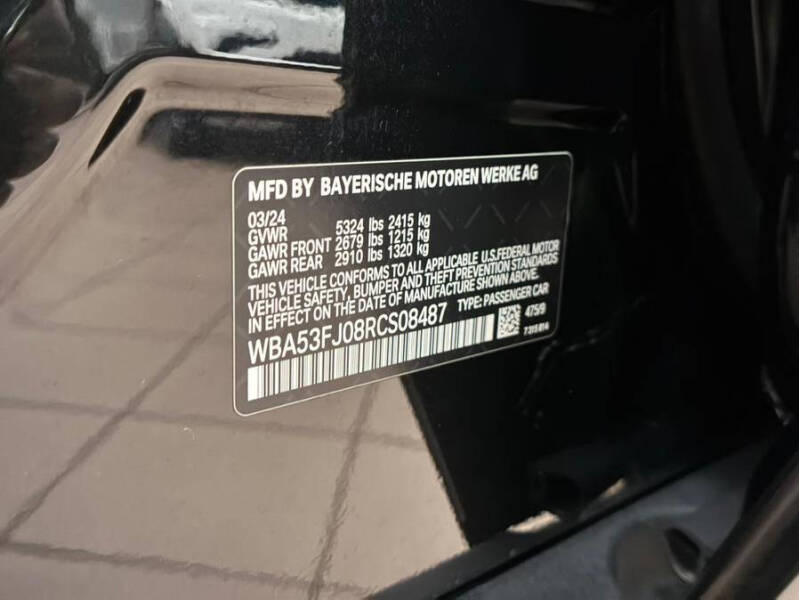 MFD BY BAYERISCHE MOTOREN WERKE AG
03/24
GVWR 5324 lbs 2415 kg
GAWR FRONT 2679 lbs 1215 kg
GAWR REAR 2910 lbs 1320 kg
THIS VEHICLE CONFORMS TO ALL APPLICABLE U.S.FEDERAL MOTOR
VEHICLE SAFETY, BUMPER AND THEFT PREVENTION STANDARDS
IN EFFECT ON THE DATE OF MANUFACTURE SHOWN ABOVE.
TYPE: PASSENGER CAR
WBA53FJ08RCS08487
475/9